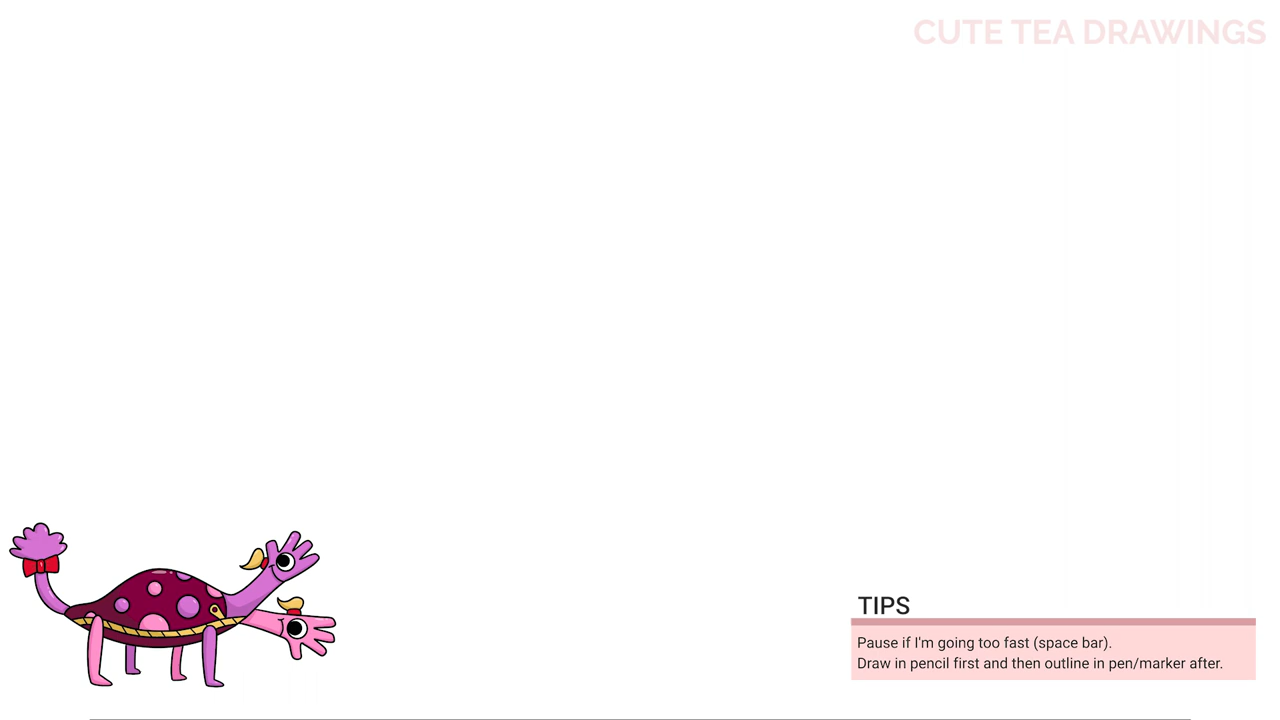 CUTE TEA DRAWINGS
TIPS
Pause if I'm going too fast (space bar).
Draw in pencil first and then outline in pen/marker after.